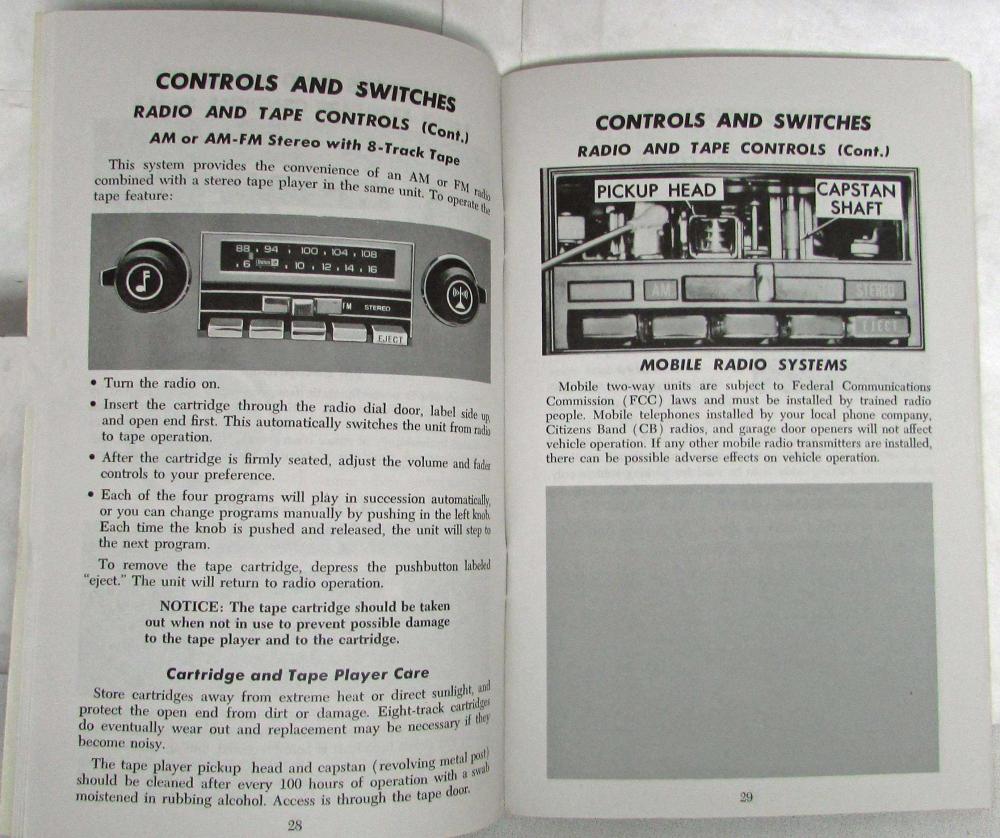 CONTROLS AND SWITCHES
RADIO AND TAPE CONTROLS (Cont.)
AM or AM-FM Stereo with 8-Track Tape
This system provides the convenience of an AM or FM radio
combined with a stereo tape player in the same unit. To operate the
tape feature:
88 . 94 . 100 . 104 . 108
. 6 . 10 . 12 . 14 . 16
FM STEREO
EJECT
• Turn the radio on.
• Insert the cartridge through the radio dial door, label side up,
and open end first. This automatically switches the unit from radio
to tape operation.
• After the cartridge is firmly seated, adjust the volume and fader
controls to your preference.
• Each of the four programs will play in succession automatically,
or you can change programs manually by pushing in the left knob.
Each time the knob is pushed and released, the unit will step to
the next program.
To remove the tape cartridge, depress the pushbutton labeled
"eject." The unit will return to radio operation.
NOTICE: The tape cartridge should be taken
out when not in use to prevent possible damage
to the tape player and to the cartridge.
Cartridge and Tape Player Care
Store cartridges away from extreme heat or direct sunlight, and
protect the open end from dirt or damage. Eight-track cartridges
do eventually wear out and replacement may be necessary if they
become noisy.
The tape player pickup head and capstan (revolving metal post)
should be cleaned after every 100 hours of operation with a swab
moistened in rubbing alcohol. Access is through the tape door.
28
CONTROLS AND SWITCHES
RADIO AND TAPE CONTROLS (Cont.)
PICKUP HEAD
CAPSTAN
SHAFT
AM
STEREO
EJECT
MOBILE RADIO SYSTEMS
Mobile two-way units are subject to Federal Communications
Commission (FCC) laws and must be installed by trained radio
people. Mobile telephones installed by your local phone company,
Citizens Band (CB) radios, and garage door openers will not affect
vehicle operation. If any other mobile radio transmitters are installed,
there can be possible adverse effects on vehicle operation.
29